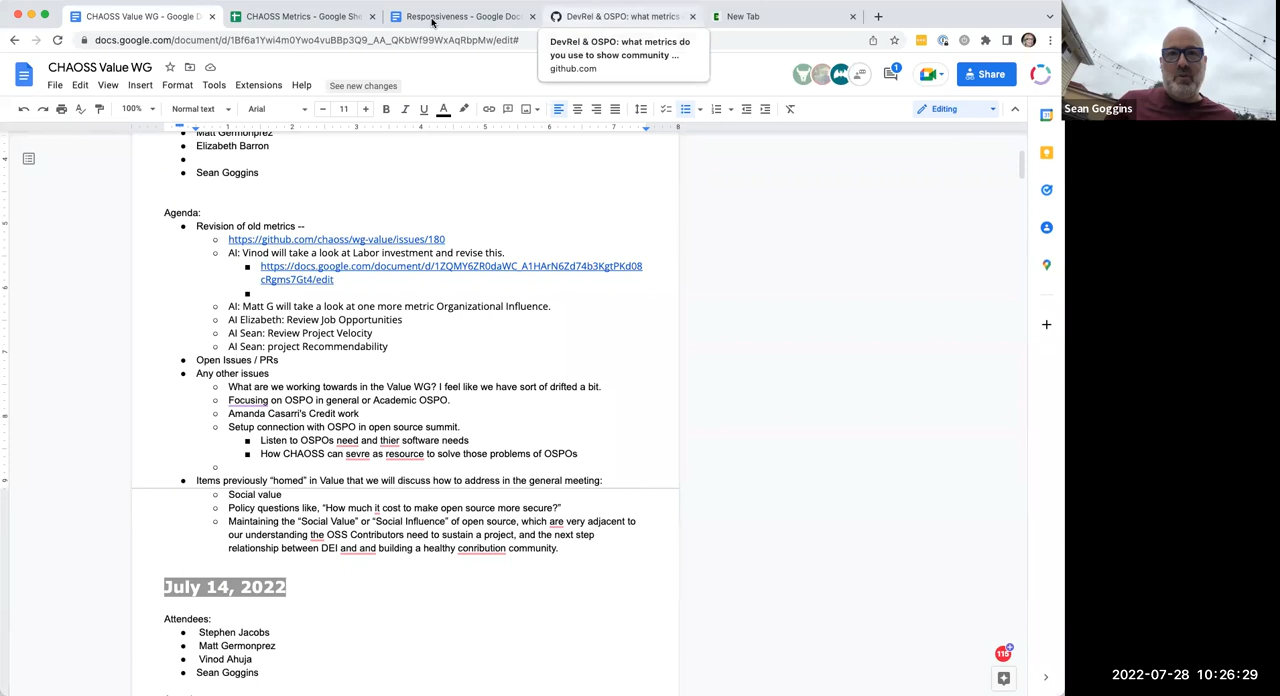 CHAOSS Value WG - Google D
CHAOSS Metrics - Google She
Responsiveness - Google Doc
DevRel & OSPO: what metrics
New Tab
docs.google.com/document/d/1Bf6a1Ywi4m0Ywo4vuBBp3Q9_AA_QKbWf99WxAqRbpMw/edit#
DevRel & OSPO: what metrics do
you use to show community ...
github.com
CHAOSS Value WG
File Edit View Insert Format Tools Extensions Help
See new changes
1
Share
100%
Normal text
Arial
11
Editing
1 2 3 4 5 6 7 8
Matt Germonprez
Elizabeth Barron
Sean Goggins
Agenda:
Revision of old metrics --
https://github.com/chaoss/wg-value/issues/180
AI: Vinod will take a look at Labor investment and revise this.
https://docs.google.com/document/d/1ZQMY6ZR0daWC_A1HArN6Zd74b3KgtPKd08
cRgms7Gt4/edit
AI: Matt G will take a look at one more metric Organizational Influence.
AI Elizabeth: Review Job Opportunities
AI Sean: Review Project Velocity
AI Sean: project Recommendability
Open Issues / PRs
Any other issues
What are we working towards in the Value WG? I feel like we have sort of drifted a bit.
Focusing on OSPO in general or Academic OSPO.
Amanda Casarri's Credit work
Setup connection with OSPO in open source summit.
Listen to OSPOs need and thier software needs
How CHAOSS can sevre as resource to solve those problems of OSPOs
Items previously "homed" in Value that we will discuss how to address in the general meeting:
Social value
Policy questions like, "How much it cost to make open source more secure?"
Maintaining the "Social Value" or "Social Influence" of open source, which are very adjacent to
our understanding the OSS Contributors need to sustain a project, and the next step
relationship between DEI and and building a healthy conribution community.
July 14, 2022
Attendees:
Stephen Jacobs
Matt Germonprez
Vinod Ahuja
Sean Goggins
115
Sean Goggins
2022-07-28 10:26:29